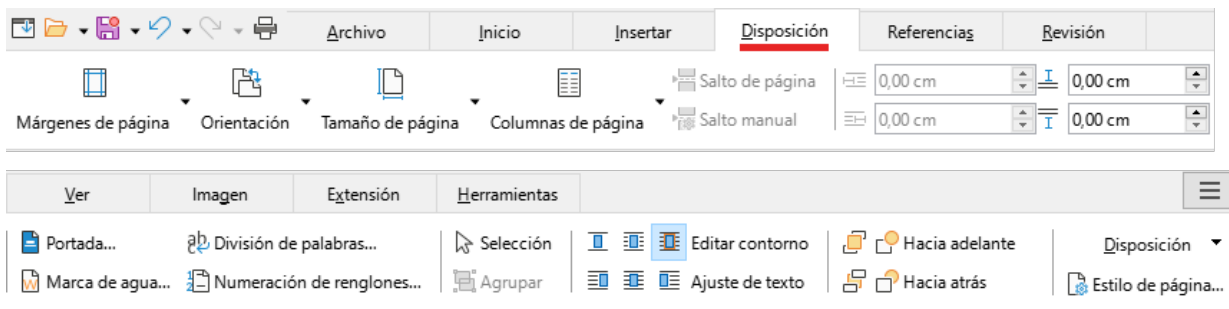 Archivo Inicio Insertar Disposición Referencias Revisión
Salto de página 0,00 cm 0,00 cm
Márgenes de página Orientación Tamaño de página Columnas de página Salto manual 0,00 cm 0,00 cm
Ver Imagen Extensión Herramientas
Portada... División de palabras... Selección Editar contorno Hacia adelante Disposición
Marca de agua... Numeración de renglones... Agrupar Ajuste de texto Hacia atrás Estilo de página...